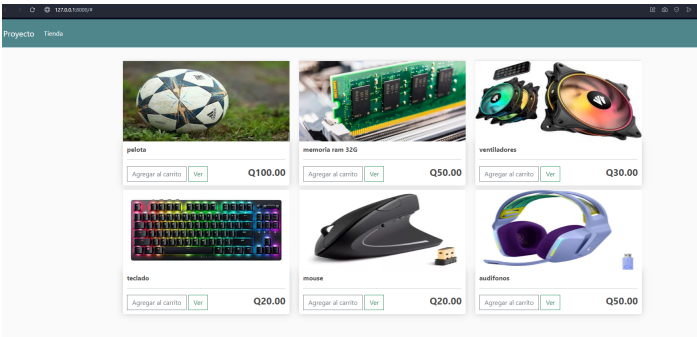 127.0.0.1:8000/#
Proyecto Tienda
pelota
Agregar al carrito Ver Q100.00
memoria ram 32G
Agregar al carrito Ver Q50.00
ventiladores
Agregar al carrito Ver Q30.00
teclado
Agregar al carrito Ver Q20.00
mouse
Agregar al carrito Ver Q20.00
audifonos
Agregar al carrito Ver Q50.00